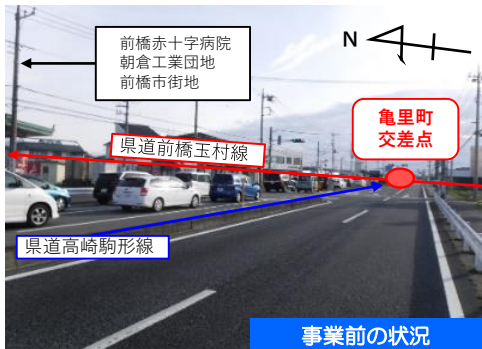 前橋赤十字病院
朝倉工業団地
前橋市街地
N
亀里町
交差点
県道前橋玉村線
県道高崎駒形線
事業前の状況